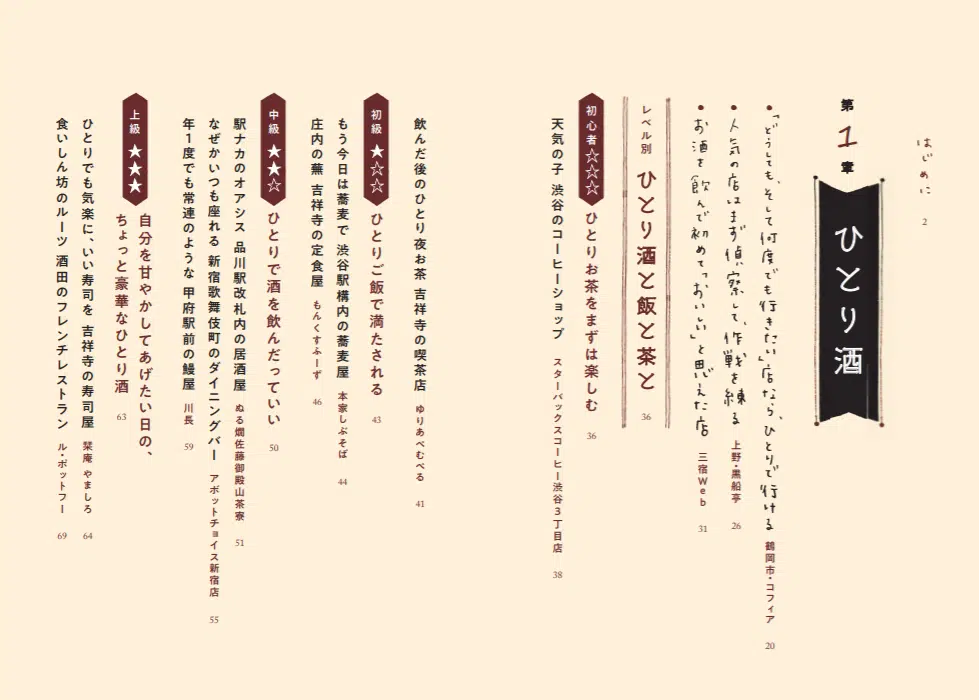 はじめに 2
第1章
ひとり酒
●「どうしても、そして何度でも行きたい」店なら、ひとりで行ける 鶴岡市・コフィア 20
●人気の店はまず偵察して、作戦を練る 上野・黒船亭 26
●お酒を飲んで初めて、「おいしい」と思えた店 三宿Web 31
レベル別 ひとり酒と飯と茶と 36
初心者☆☆☆ ひとりお茶をまずは楽しむ 36
天気の子 渋谷のコーヒーショップ スターバックスコーヒー渋谷3丁目店 38
飲んだ後のひとり夜お茶 吉祥寺の喫茶店 ゆりあぺむぺる 41
初級★☆☆ ひとりご飯で満たされる 43
もう今日は蕎麦で 渋谷駅構内の蕎麦屋 本家しぶそば 44
庄内の蕪 吉祥寺の定食屋 もんくすふーず 46
中級★★☆ ひとりで酒を飲んだっていい 50
駅ナカのオアシス 品川駅改札内の居酒屋 ぬる燗佐藤御殿山茶寮 51
なぜかいつも座れる 新宿歌舞伎町のダイニングバー アボットチョイス新宿店 55
年1度でも常連のような 甲府駅前の鰻屋 川長 59
上級★★★ 自分を甘やかしてあげたい日の、
ちょっと豪華なひとり酒 63
ひとりでも気楽に、いい寿司を 吉祥寺の寿司屋 栞庵 やましろ 64
食いしん坊のルーツ 酒田のフレンチレストラン ル・ポットフー 69